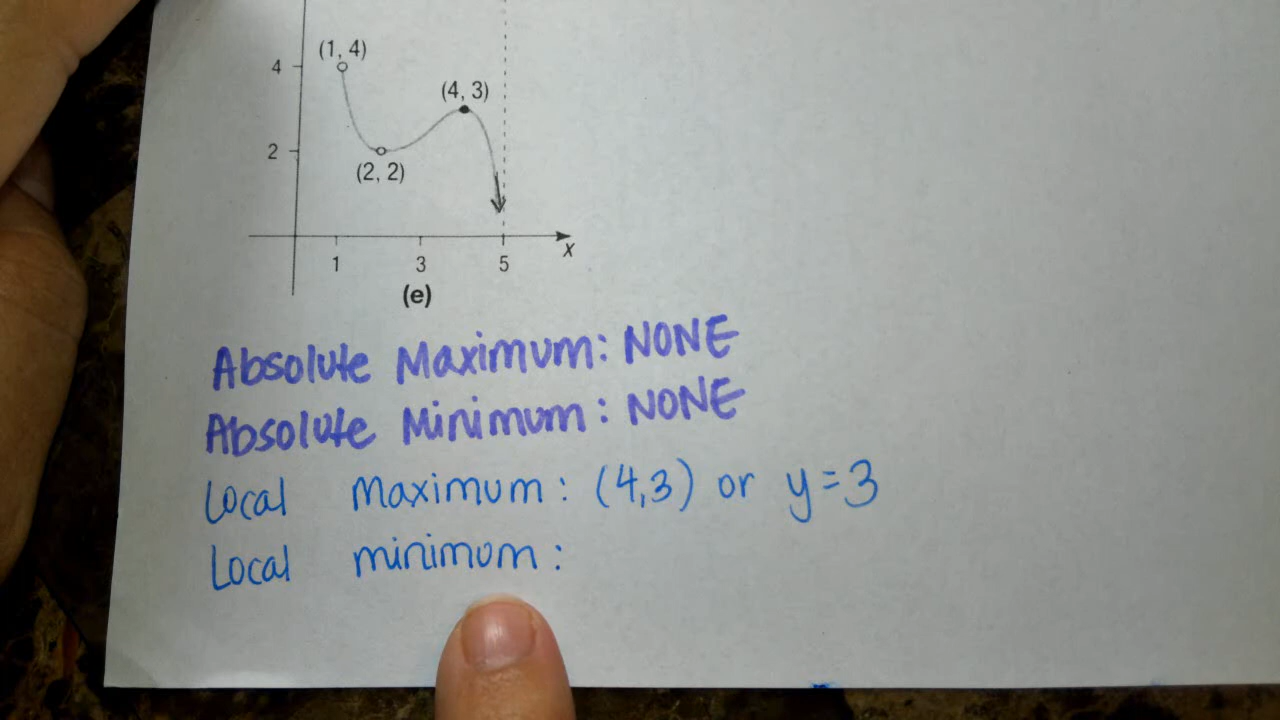 (1, 4)
4
(4, 3)
2
(2, 2)
1 3 5 x
(e)
Absolute Maximum: NONE
Absolute Minimum: NONE
Local Maximum: (4,3) or y=3
Local minimum: